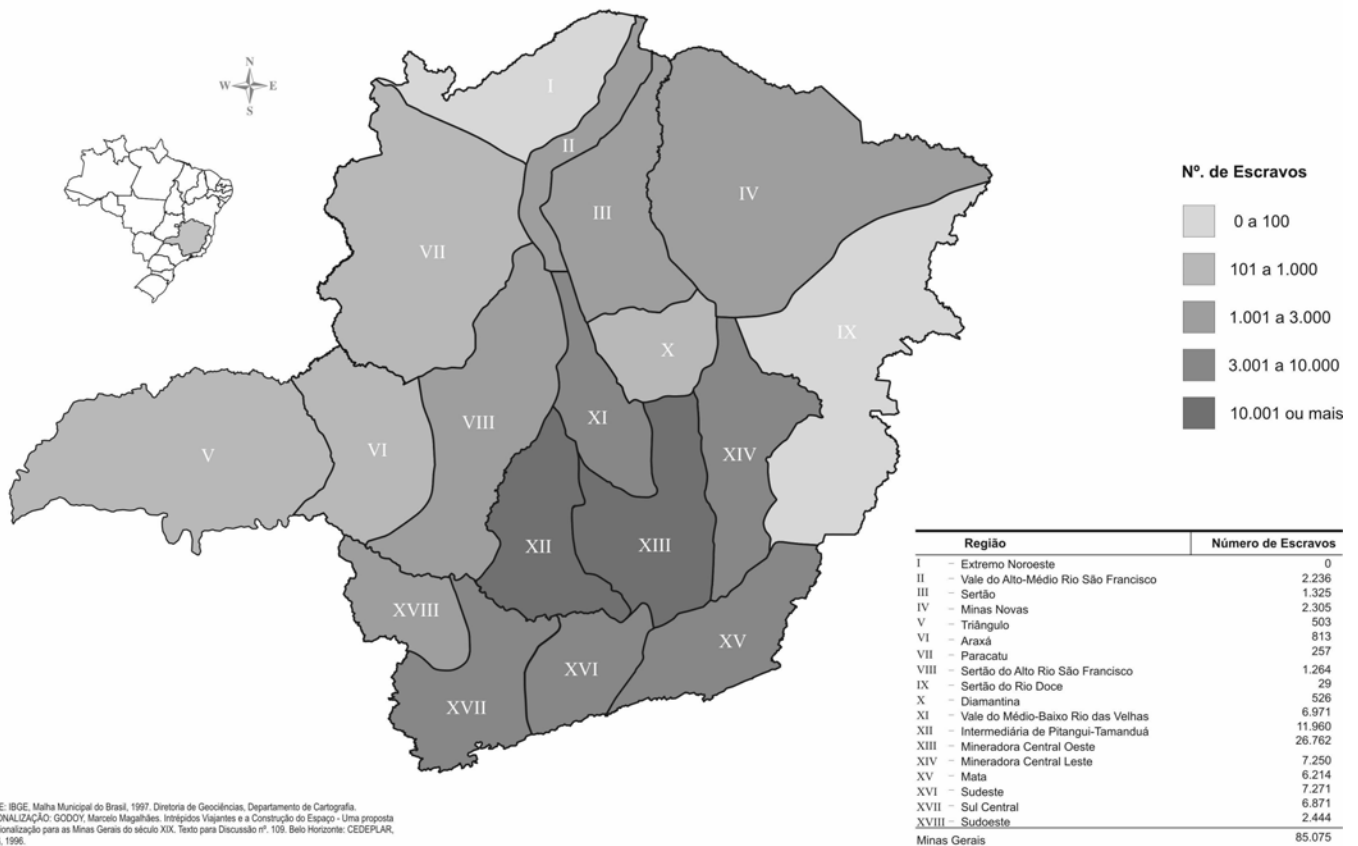 N
W E
S
I
II
III
IV
VII
IX
X
V
VI
VIII
XI
XIV
XII
XIII
XVIII
XVI
XV
XVII
Nº. de Escravos
0 a 100
101 a 1.000
1.001 a 3.000
3.001 a 10.000
10.001 ou mais
Região Número de Escravos
I – Extremo Noroeste 0
II – Vale do Alto-Médio Rio São Francisco 2.236
III – Sertão 1.325
IV – Minas Novas 2.305
V – Triângulo 503
VI – Araxá 813
VII – Paracatu 257
VIII – Sertão do Alto Rio São Francisco 1.264
IX – Sertão do Rio Doce 29
X – Diamantina 526
XI – Vale do Médio-Baixo Rio das Velhas 6.971
XII – Intermediária de Pitangui-Tamanduá 11.960
XIII – Mineradora Central Oeste 26.762
XIV – Mineradora Central Leste 7.250
XV – Mata 6.214
XVI – Sudeste 7.271
XVII – Sul Central 6.871
XVIII – Sudoeste 2.444
Minas Gerais 85.075
E: IBGE, Malha Municipal do Brasil, 1997. Diretoria de Geociências, Departamento de Cartografia.
ONALIZAÇÃO: GODOY, Marcelo Magalhães. Intrépidos Viajantes e a Construção do Espaço - Uma proposta
ionalização para as Minas Gerais do século XIX. Texto para Discussão nº. 109. Belo Horizonte: CEDEPLAR,
, 1996.